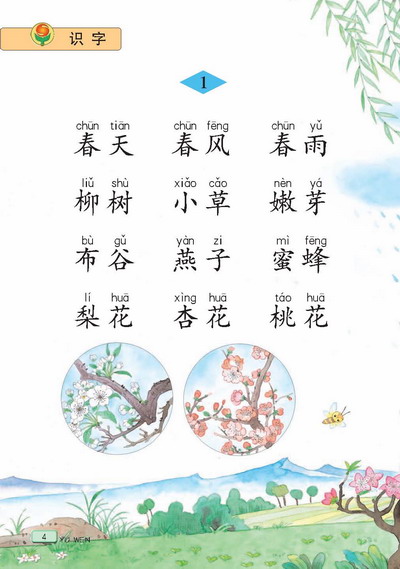 识字
1
chūn tiān chūn fēng chūn yǔ
春天 春风 春雨
liǔ shù xiǎo cǎo nèn yá
柳树 小草 嫩芽
bù gǔ yàn zi mì fēng
布谷 燕子 蜜蜂
lí huā xìng huā táo huā
梨花 杏花 桃花
4 YU WEN